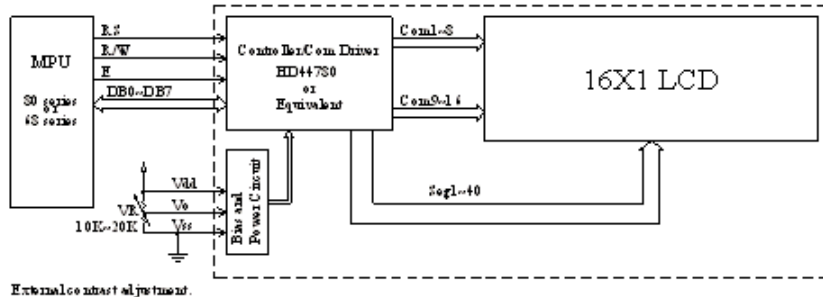 MPU
80 series
or
68 series
RS
R/W
E
DB0~DB7
Controller/Com Driver
HD44780
or
Equivalent
Com1~8
Com9~16
16X1 LCD
Seg1~40
Vdd
Vo
Vss
VR
10K~20K
Bias and
Power Circuit
External contrast adjustment.